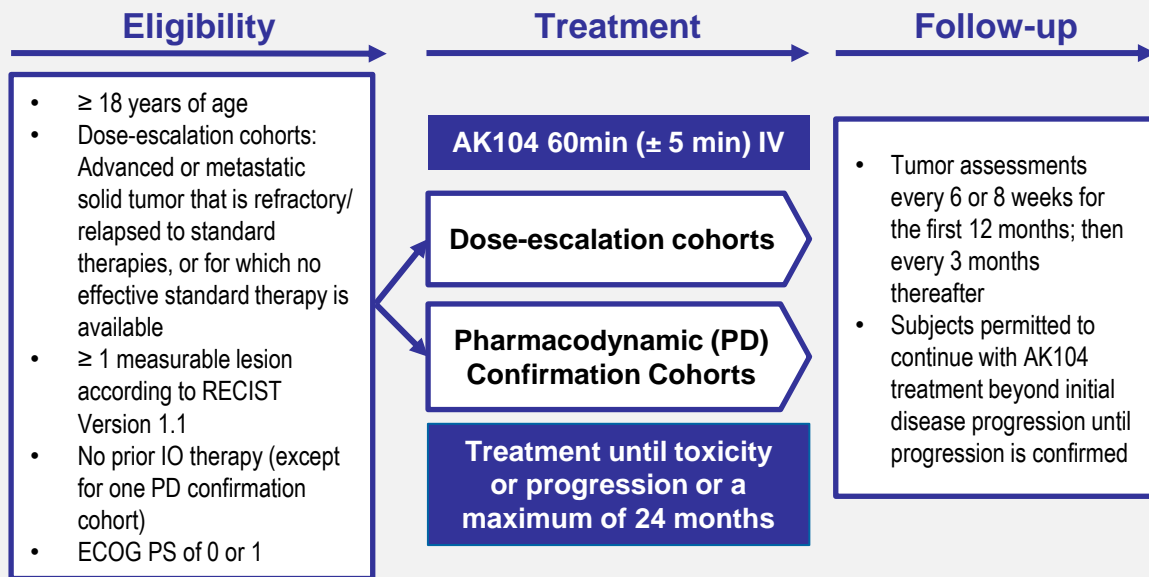 Eligibility
• ≥ 18 years of age
• Dose-escalation cohorts:
Advanced or metastatic
solid tumor that is refractory/
relapsed to standard
therapies, or for which no
effective standard therapy is
available
• ≥ 1 measurable lesion
according to RECIST
Version 1.1
• No prior IO therapy (except
for one PD confirmation
cohort)
• ECOG PS of 0 or 1
Treatment
AK104 60min (± 5 min) IV
Dose-escalation cohorts
Pharmacodynamic (PD)
Confirmation Cohorts
Treatment until toxicity
or progression or a
maximum of 24 months
Follow-up
• Tumor assessments
every 6 or 8 weeks for
the first 12 months; then
every 3 months
thereafter
• Subjects permitted to
continue with AK104
treatment beyond initial
disease progression until
progression is confirmed